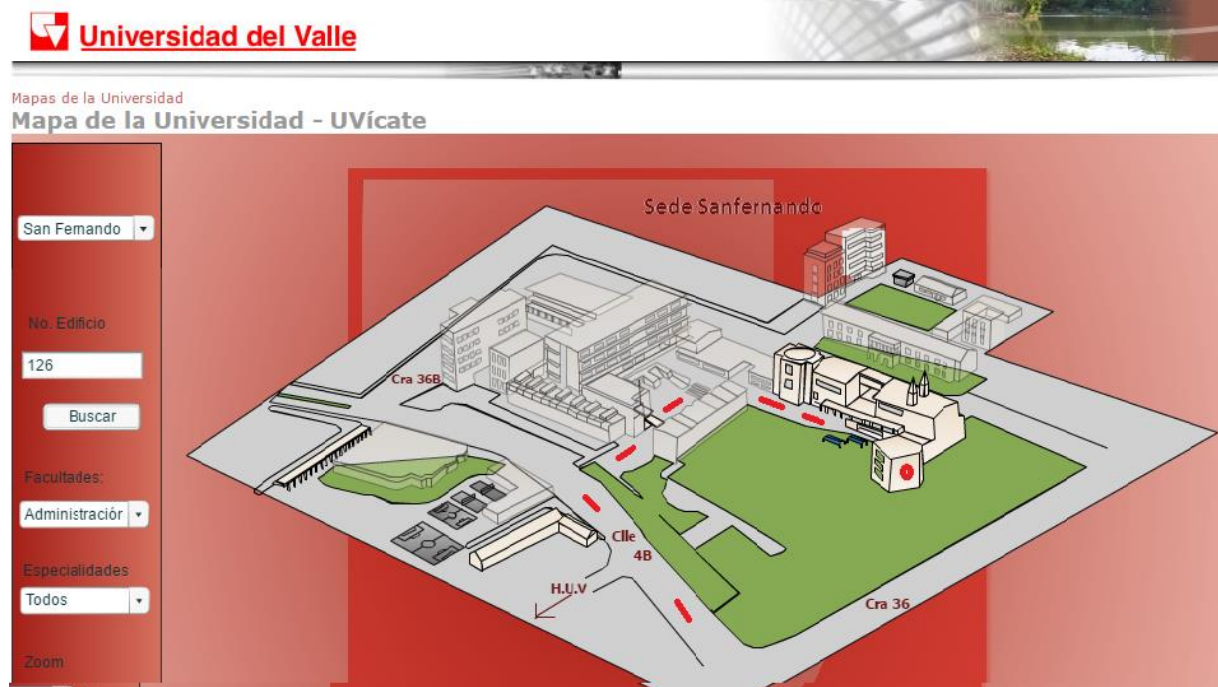 Universidad del Valle
Mapas de la Universidad
Mapa de la Universidad - UVícate
Sede Sanfernando
San Fernando
No. Edificio
126
Buscar
Facultades:
Administraciór
Especialidades
Todos
Zoom
Cra 36B
Clle
4B
H.U.V
Cra 36